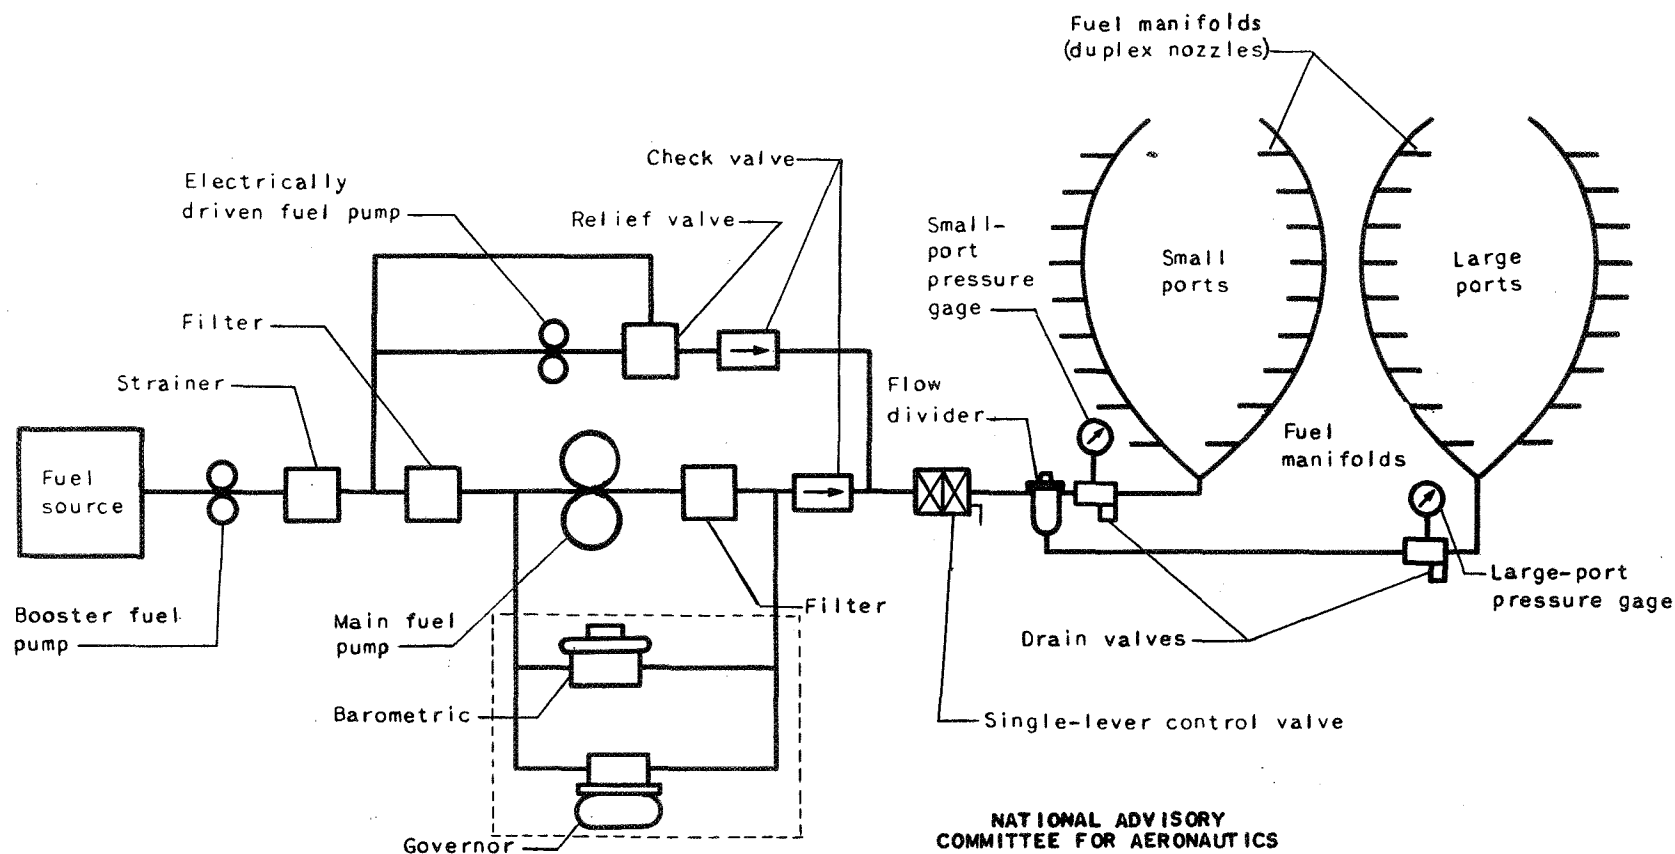 Fuel manifolds
(duplex nozzles)
Check valve
Electrically
driven fuel pump
Relief valve
Small-
port
pressure
gage
Small
ports
Large
ports
Filter
Strainer
Flow
divider
Fuel
manifolds
Fuel
source
Booster fuel
pump
Main fuel
pump
Filter
Large-port
pressure gage
Drain valves
Barometric
Single-lever control valve
Governor
NATIONAL ADVISORY
COMMITTEE FOR AERONAUTICS